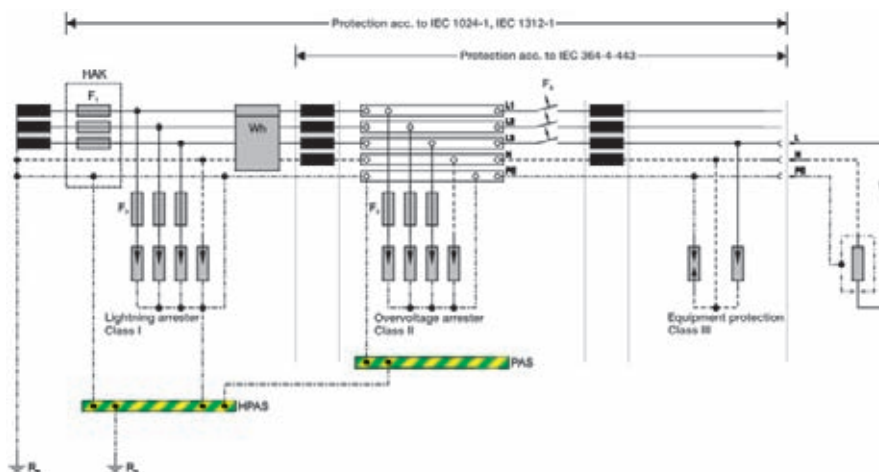 Protection acc. to IEC 1024-1, IEC 1312-1
Protection acc. to IEC 364-4-443
HAK
F₁
Wh
L1
L2
L3
N
PE
L
N
PE
Lightning arrester
Class I
Overvoltage arrester
Class II
Equipment protection
Class III
PAS
HPAS